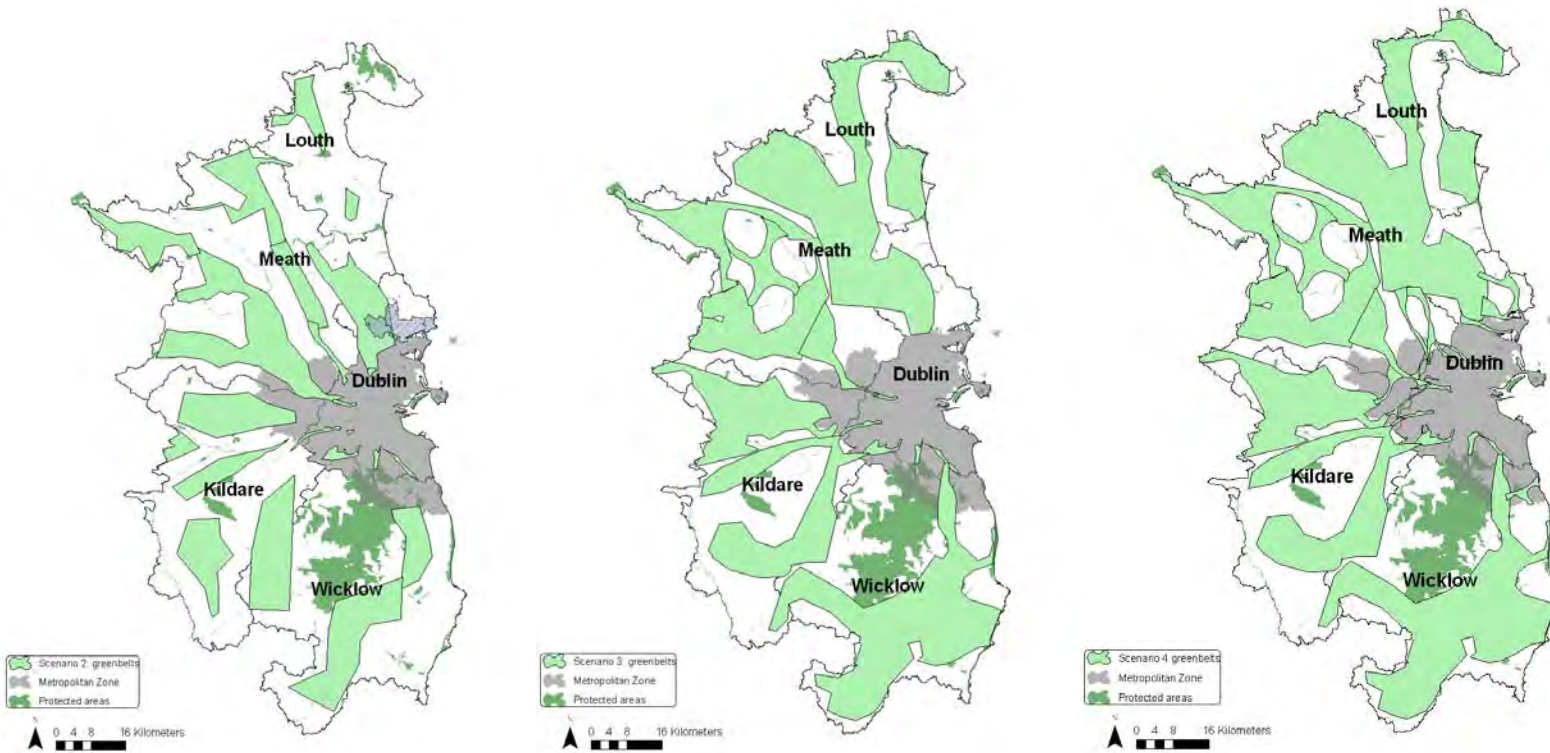 Louth
Meath
Dublin
Kildare
Wicklow
Scenario 2 greenbelts
Metropolitan Zone
Protected areas
N
0 4 8 16 Kilometers
Louth
Meath
Dublin
Kildare
Wicklow
Scenario 3 greenbelts
Metropolitan Zone
Protected areas
N
0 4 8 16 Kilometers
Louth
Meath
Dublin
Kildare
Wicklow
Scenario 4 greenbelts
Metropolitan Zone
Protected areas
N
0 4 8 16 Kilometers